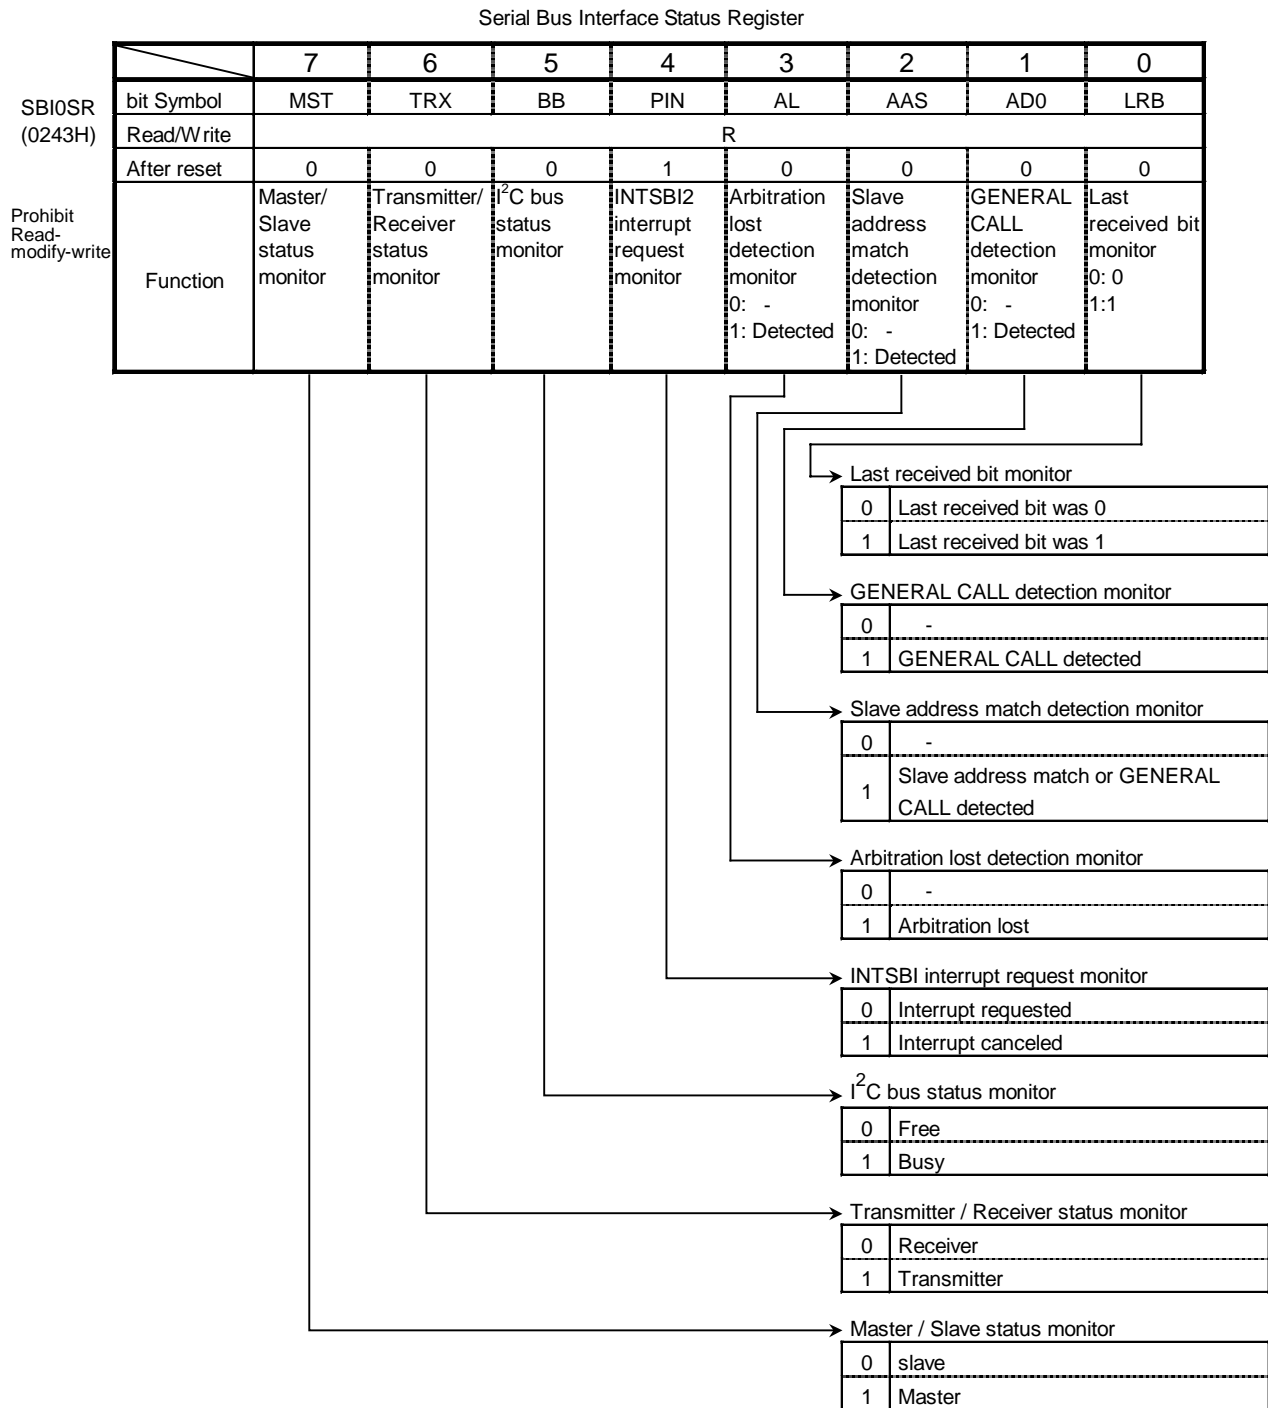 Serial Bus Interface Status Register
7 6 5 4 3 2 1 0
SBI0SR
(0243H)
bit Symbol MST TRX BB PIN AL AAS AD0 LRB
Read/Write R
After reset 0 0 0 1 0 0 0 0
Prohibit
Read-
modify-write
Function
Master/
Slave
status
monitor
Transmitter/
Receiver
status
monitor
I2C bus
status
monitor
INTSBI2
interrupt
request
monitor
Arbitration
lost
detection
monitor
0: -
1: Detected
Slave
address
match
detection
monitor
0: -
1: Detected
GENERAL
CALL
detection
monitor
0: -
1: Detected
Last
received bit
monitor
0: 0
1:1
Last received bit monitor
0 Last received bit was 0
1 Last received bit was 1
GENERAL CALL detection monitor
0 -
1 GENERAL CALL detected
Slave address match detection monitor
0 -
1 Slave address match or GENERAL
CALL detected
Arbitration lost detection monitor
0 -
1 Arbitration lost
INTSBI interrupt request monitor
0 Interrupt requested
1 Interrupt canceled
I2C bus status monitor
0 Free
1 Busy
Transmitter / Receiver status monitor
0 Receiver
1 Transmitter
Master / Slave status monitor
0 slave
1 Master